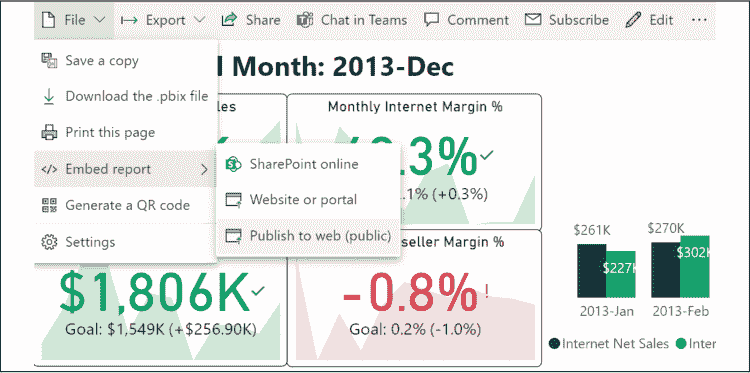 File Export Share Chat in Teams Comment Subscribe Edit ...
Save a copy
Download the .pbix file
Print this page
</> Embed report
Generate a QR code
Settings
SharePoint online
Website or portal
Publish to web (public)
Month: 2013-Dec
Monthly Internet Margin %
.3%
.1% (+0.3%)
seller Margin %
$1,806K
Goal: $1,549K (+$256.90K)
-0.8%!
Goal: 0.2% (-1.0%)
$261K $270K
$227K $302K
2013-Jan 2013-Feb
Internet Net Sales Inter